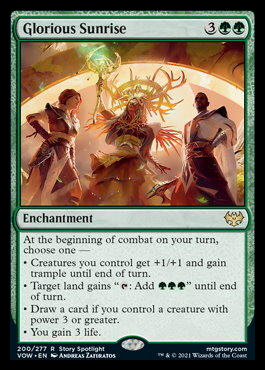 Glorious Sunrise 3
Enchantment
At the beginning of combat on your turn,
choose one —
• Creatures you control get +1/+1 and gain
trample until end of turn.
• Target land gains “: Add ” until end
of turn.
• Draw a card if you control a creature with
power 3 or greater.
• You gain 3 life.
200/277 R Story Spotlight mtgstory.com
VOW • EN ANDREAS ZAFIRATOS ™ & © 2021 Wizards of the Coast